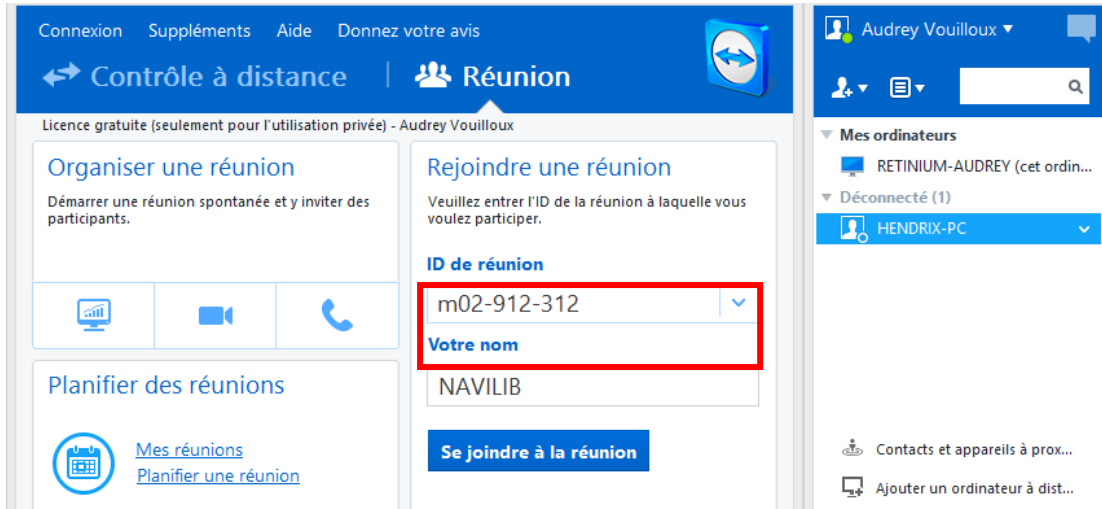 Connexion Suppléments Aide Donnez votre avis
Contrôle à distance | Réunion
Licence gratuite (seulement pour l'utilisation privée) - Audrey Vouilloux
Organiser une réunion
Démarrer une réunion spontanée et y inviter des
participants.
Planifier des réunions
Mes réunions
Planifier une réunion
Rejoindre une réunion
Veuillez entrer l'ID de la réunion à laquelle vous
voulez participer.
ID de réunion
m02-912-312
Votre nom
NAVILIB
Se joindre à la réunion
Audrey Vouilloux
Mes ordinateurs
RETINIUM-AUDREY (cet ordin...
Déconnecté (1)
HENDRIX-PC
Contacts et appareils à prox...
Ajouter un ordinateur à dist...